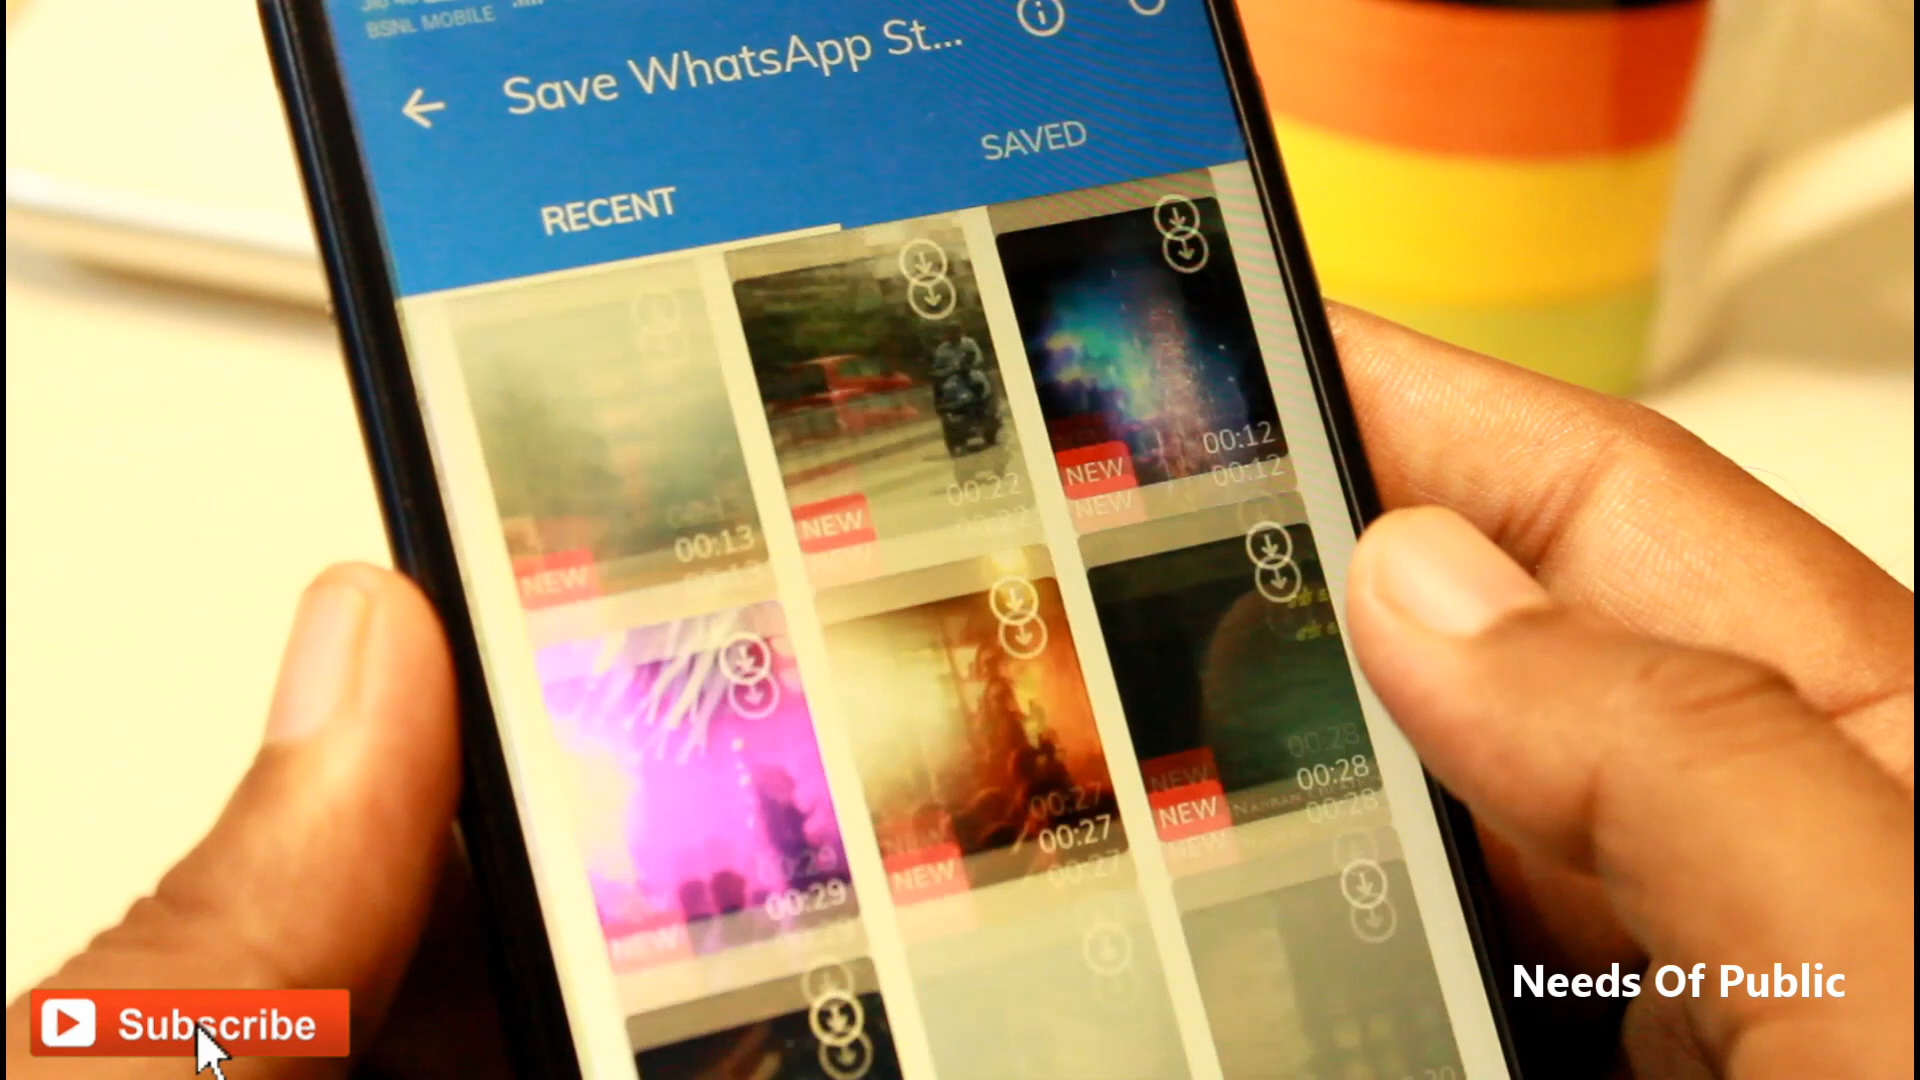 BSNL MOBILE
Save WhatsApp St...
RECENT
SAVED
NEW
00:13
NEW
00:22
NEW
00:12
NEW
00:29
NEW
00:27
NEW
00:28
Subscribe
Needs Of Public